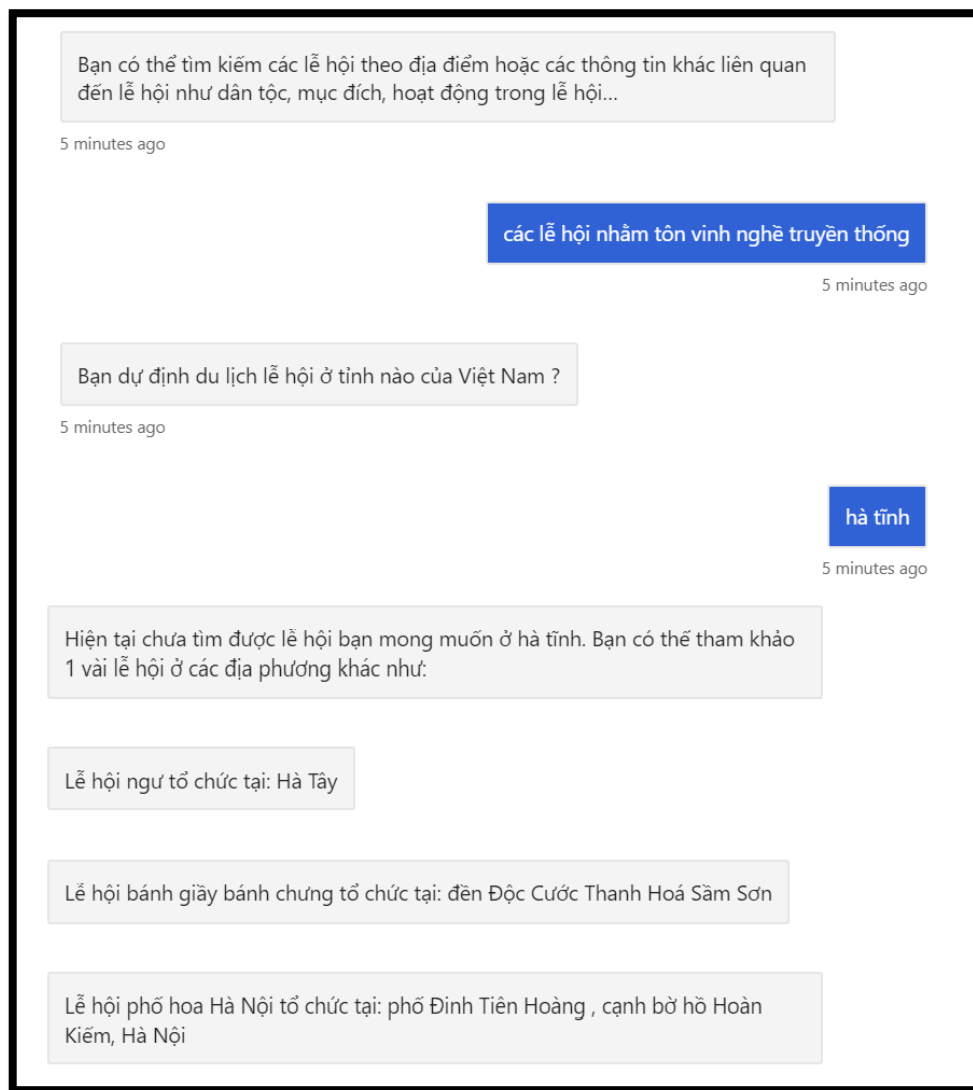 Bạn có thể tìm kiếm các lễ hội theo địa điểm hoặc các thông tin khác liên quan
đến lễ hội như dân tộc, mục đích, hoạt động trong lễ hội...
5 minutes ago
các lễ hội nhằm tôn vinh nghề truyền thống
5 minutes ago
Bạn dự định du lịch lễ hội ở tỉnh nào của Việt Nam ?
5 minutes ago
hà tĩnh
5 minutes ago
Hiện tại chưa tìm được lễ hội bạn mong muốn ở hà tĩnh. Bạn có thế tham khảo
1 vài lễ hội ở các địa phương khác như:
Lễ hội ngư tổ chức tại: Hà Tây
Lễ hội bánh giầy bánh chưng tổ chức tại: đền Độc Cước Thanh Hoá Sầm Sơn
Lễ hội phố hoa Hà Nội tổ chức tại: phố Đinh Tiên Hoàng , cạnh bờ hồ Hoàn
Kiếm, Hà Nội